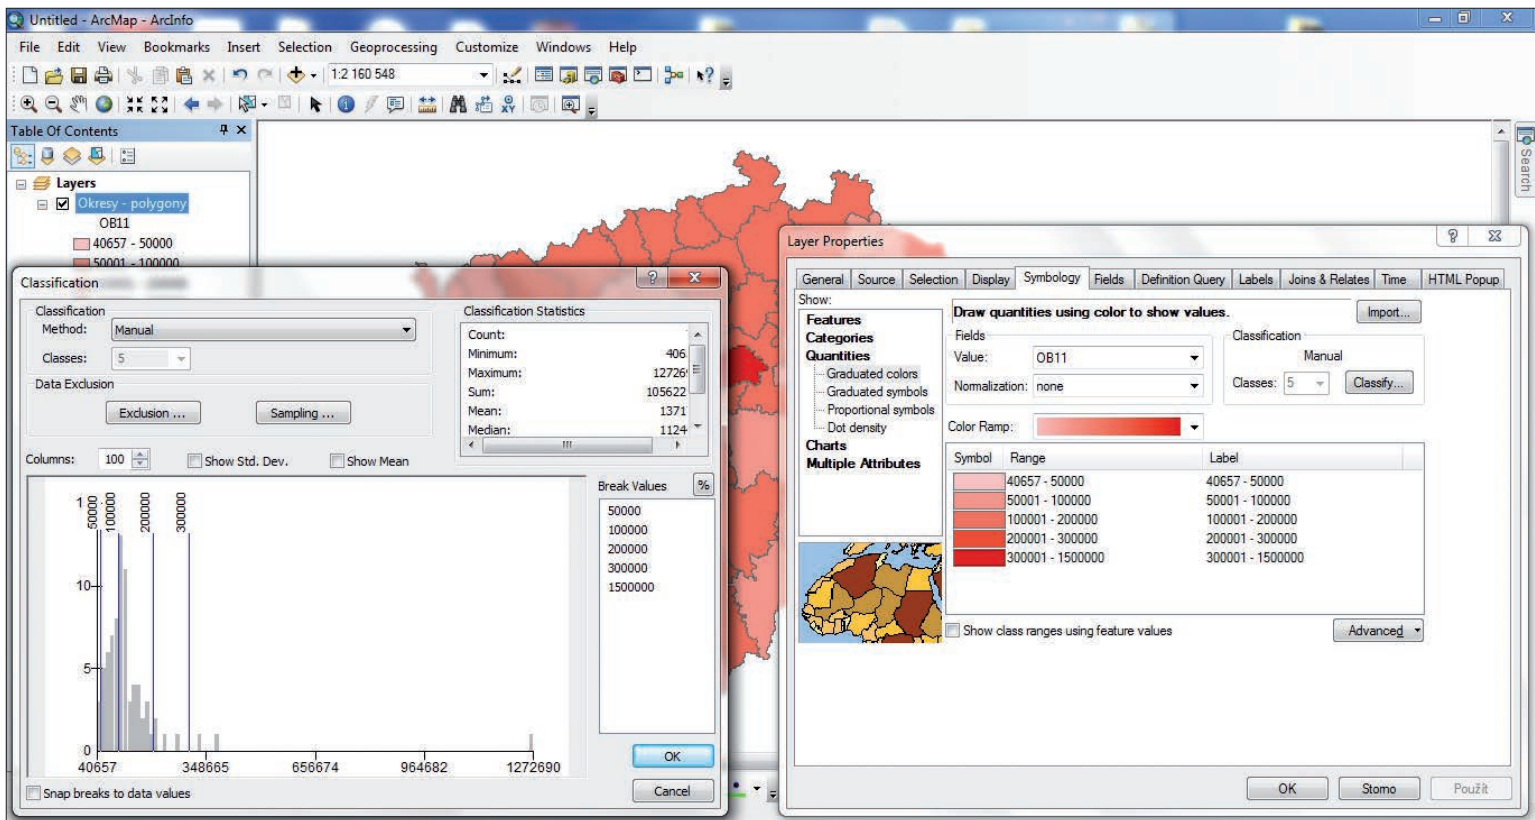 Untitled - ArcMap - ArcInfo
File Edit View Bookmarks Insert Selection Geoprocessing Customize Windows Help
1:2 160 548
Table Of Contents
Layers
Okresy - polygony
OB11
40657 - 50000
50001 - 100000
Search
Classification
Classification
Method: Manual
Classes: 5
Data Exclusion
Exclusion ...
Sampling ...
Classification Statistics
Count:
Minimum: 406
Maximum: 12726
Sum: 105622
Mean: 1371
Median: 1124
Columns: 100
Show Std. Dev.
Show Mean
Break Values
%
50000
100000
200000
300000
1500000
50000
100000
200000
300000
10
5
0
40657 348665 656674 964682 1272690
OK
Snap breaks to data values
Cancel
Layer Properties
General Source Selection Display Symbology Fields Definition Query Labels Joins & Relates Time HTML Popup
Show:
Features
Categories
Quantities
Graduated colors
Graduated symbols
Proportional symbols
Dot density
Charts
Multiple Attributes
Draw quantities using color to show values.
Import...
Fields
Value: OB11
Normalization: none
Classification
Manual
Classes: 5
Classify...
Color Ramp:
Symbol Range Label
40657 - 50000 40657 - 50000
50001 - 100000 50001 - 100000
100001 - 200000 100001 - 200000
200001 - 300000 200001 - 300000
300001 - 1500000 300001 - 1500000
Show class ranges using feature values
Advanced
OK
Storno
Použít